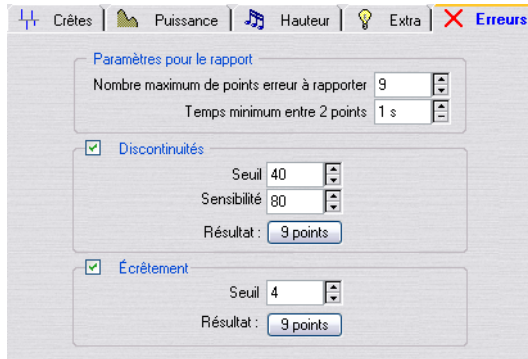 Crêtes Puissance Hauteur Extra Erreurs
Paramètres pour le rapport
Nombre maximum de points erreur à rapporter 9
Temps minimum entre 2 points 1 s
Discontinuités
Seuil 40
Sensibilité 80
Résultat : 9 points
Écrêtement
Seuil 4
Résultat : 9 points